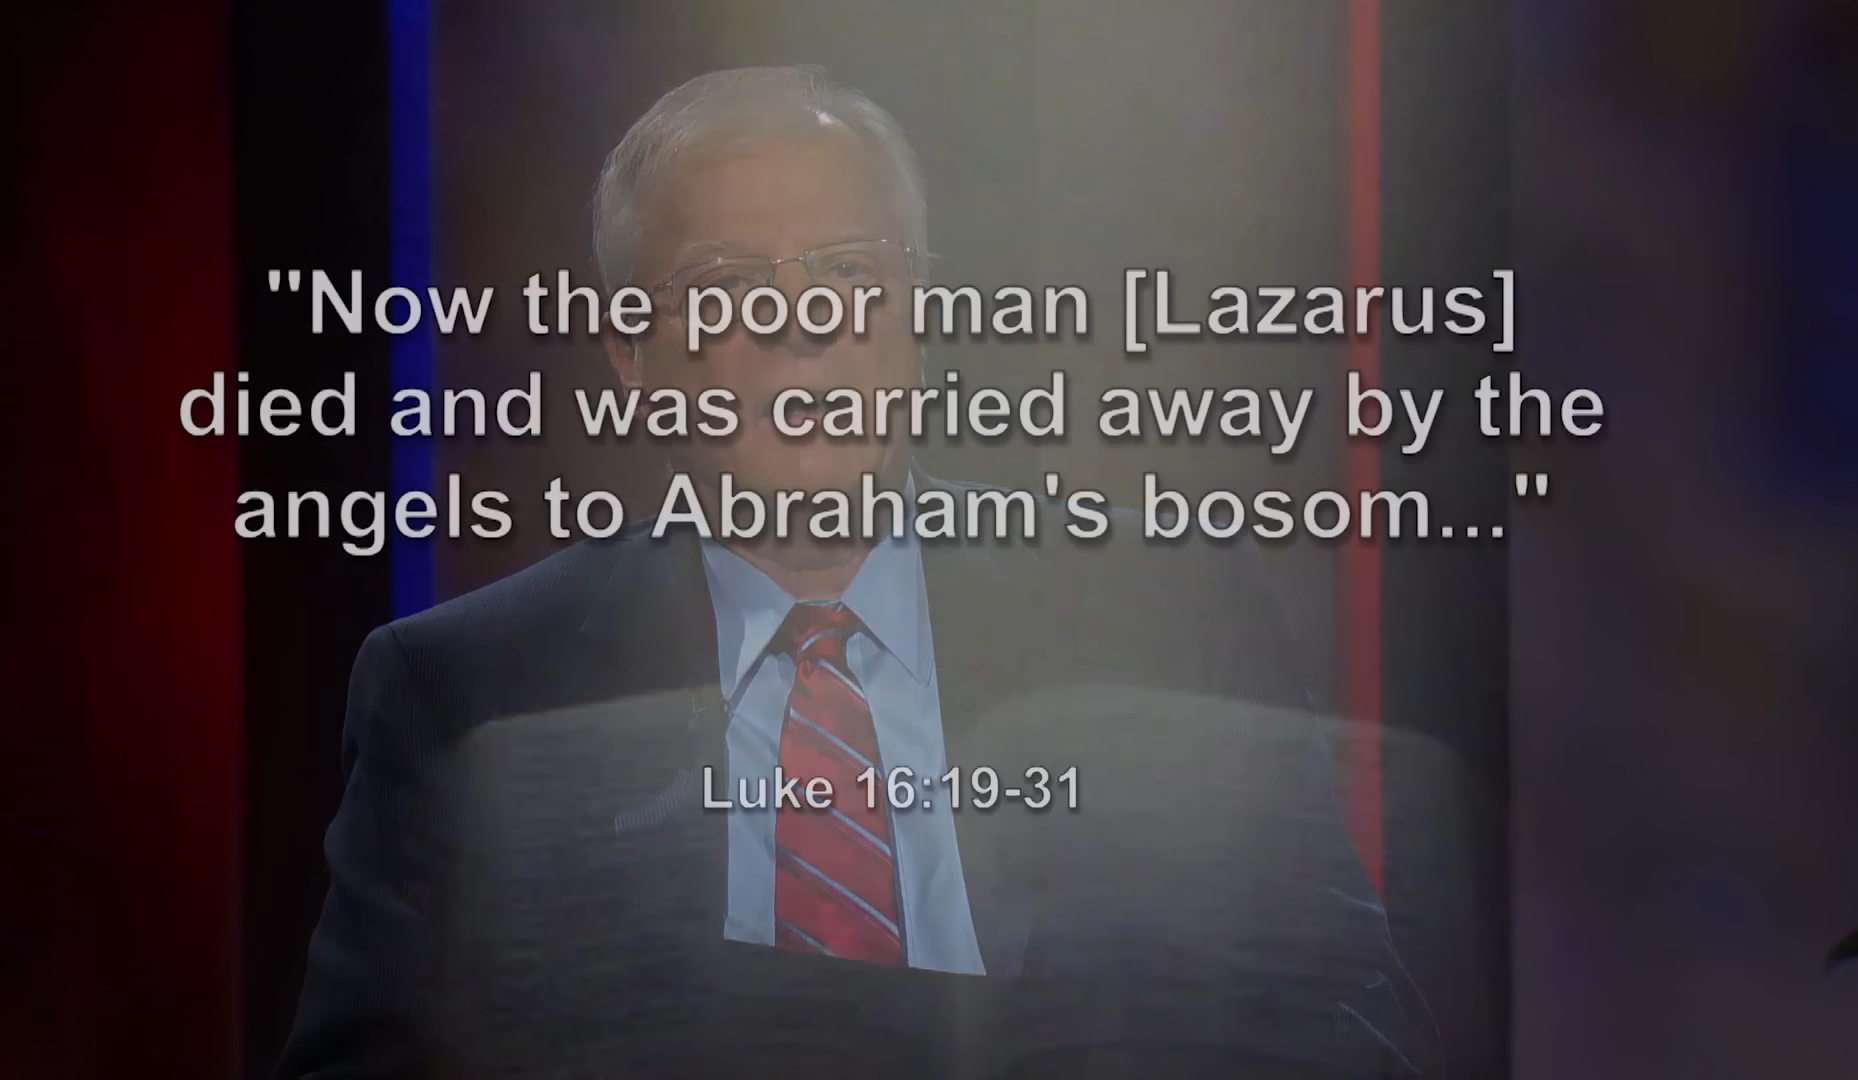 "Now the poor man [Lazarus]
died and was carried away by the
angels to Abraham's bosom..."
Luke 16:19-31